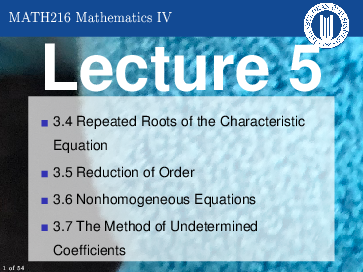 MATH216 Mathematics IV
Lecture 5
3.4 Repeated Roots of the Characteristic
Equation
3.5 Reduction of Order
3.6 Nonhomogeneous Equations
3.7 The Method of Undetermined
Coefficients
1 of 54